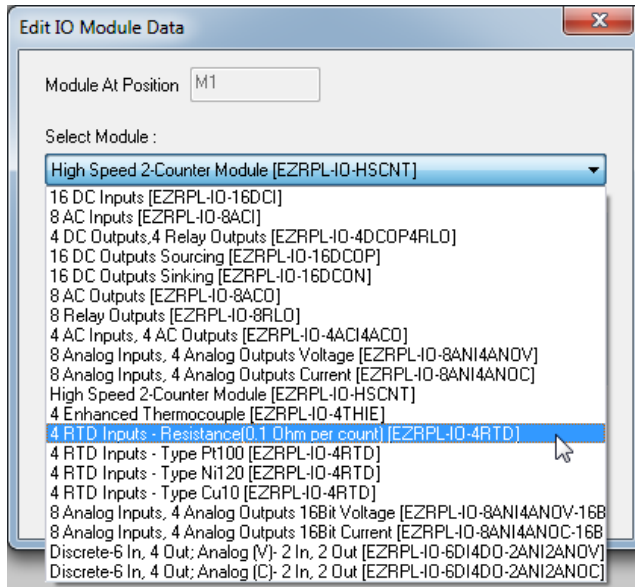 Edit IO Module Data
Module At Position M1
Select Module :
High Speed 2-Counter Module [EZRPL-IO-HSCNT]
16 DC Inputs [EZRPL-IO-16DCI]
8 AC Inputs [EZRPL-IO-8ACI]
4 DC Outputs,4 Relay Outputs [EZRPL-IO-4DCOP4RLO]
16 DC Outputs Sourcing [EZRPL-IO-16DCOP]
16 DC Outputs Sinking [EZRPL-IO-16DCON]
8 AC Outputs [EZRPL-IO-8ACO]
8 Relay Outputs [EZRPL-IO-8RLO]
4 AC Inputs, 4 AC Outputs [EZRPL-IO-4ACI4ACO]
8 Analog Inputs, 4 Analog Outputs Voltage [EZRPL-IO-8ANI4ANOV]
8 Analog Inputs, 4 Analog Outputs Current [EZRPL-IO-8ANI4ANOC]
High Speed 2-Counter Module [EZRPL-IO-HSCNT]
4 Enhanced Thermocouple [EZRPL-IO-4THIE]
4 RTD Inputs - Resistance(0.1 Ohm per count) [EZRPL-IO-4RTD]
4 RTD Inputs - Type Pt100 [EZRPL-IO-4RTD]
4 RTD Inputs - Type Ni120 [EZRPL-IO-4RTD]
4 RTD Inputs - Type Cu10 [EZRPL-IO-4RTD]
8 Analog Inputs, 4 Analog Outputs 16Bit Voltage [EZRPL-IO-8ANI4ANOV-16B
8 Analog Inputs, 4 Analog Outputs 16Bit Current [EZRPL-IO-8ANI4ANOC-16B
Discrete-6 In, 4 Out; Analog (V)- 2 In, 2 Out [EZRPL-IO-6DI4DO-2ANI2ANOV]
Discrete-6 In, 4 Out; Analog (C)- 2 In, 2 Out [EZRPL-IO-6DI4DO-2ANI2ANOC]